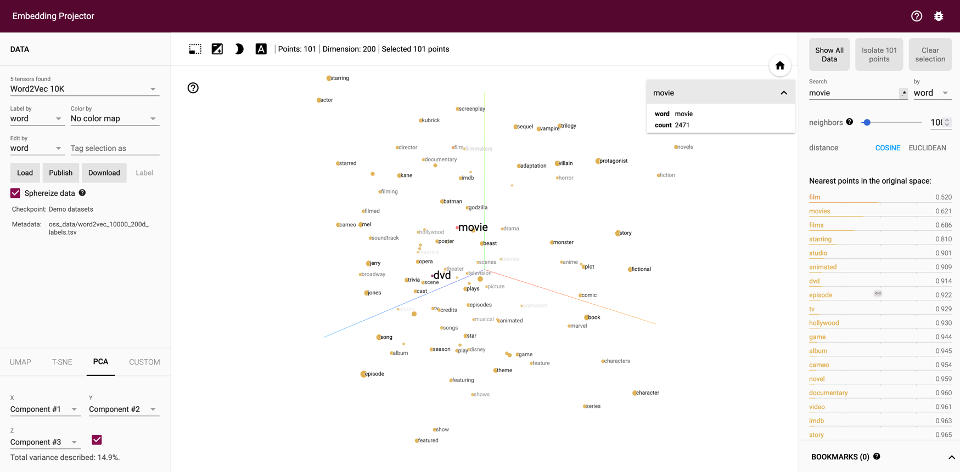 Embedding Projector
DATA
5 tensors found
Word2Vec 10K
Label by
Color by
word
No color map
Edit by
word
Tag selection as
Load
Publish
Download
Label
Sphereize data
Checkpoint: Demo datasets
Metadata: oss_data/word2vec_10000_200d_
labels.tsv
UMAP
T-SNE
PCA
CUSTOM
X
Component #1
Y
Component #2
Z
Component #3
Total variance described: 14.9%.
A
Points: 101
Dimension: 200
Selected 101 points
starring
actor
screenplay
kubrick
sequel
vampire
trilogy
director
film
filmmakers
novels
documentary
starred
adaptation
villain
protagonist
kane
imdb
horror
fiction
filming
batman
godzilla
filmed
cameo
mel
movie
drama
hollywood
story
soundtrack
poster
beast
monster
jerry
opera
scenes
anime
plot
fictional
broadway
theater
dvd
television
trivia
scene
jones
cast
plays
picture
comic
credits
episodes
book
musical
animated
marvel
songs
song
star
season
play
disney
album
game
feature
characters
episode
theme
featuring
character
shows
series
show
featured
movie
word movie
count 2471
Show All
Data
Isolate 101
points
Clear
selection
Search
movie
by
word
neighbors
distance
COSINE
EUCLIDEAN
Nearest points in the original space:
film 0.520
movies 0.621
films 0.686
starring 0.810
studio 0.901
animated 0.909
dvd 0.914
episode 0.922
tv 0.929
hollywood 0.930
game 0.944
album 0.945
cameo 0.954
novel 0.959
documentary 0.960
video 0.961
imdb 0.963
story 0.965
BOOKMARKS (0)